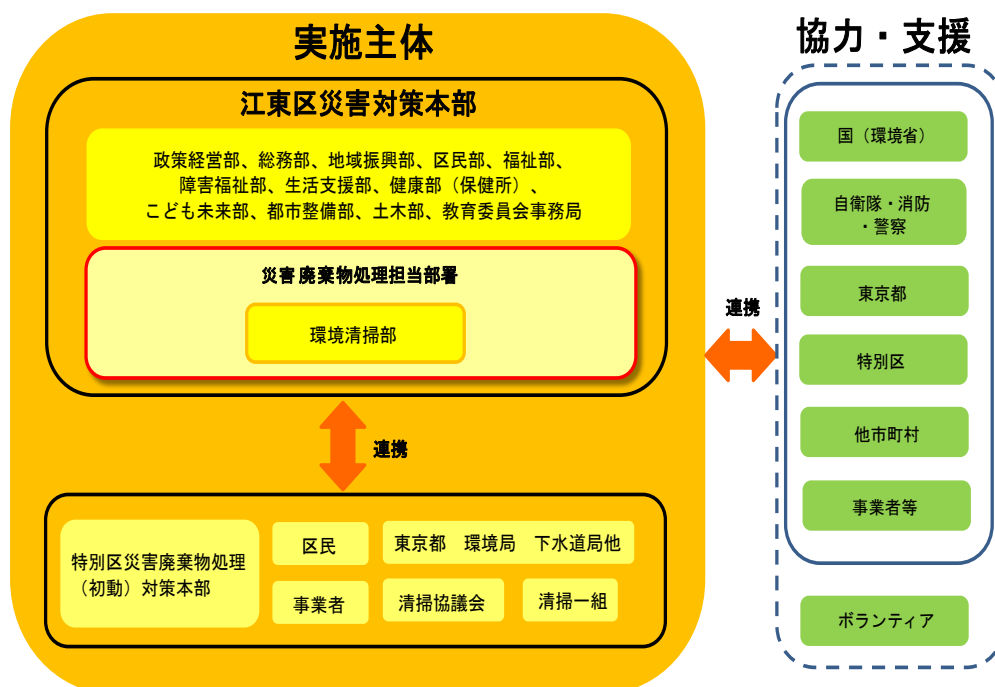 実施主体
江東区災害対策本部
政策経営部、総務部、地域振興部、区民部、福祉部、
障害福祉部、生活支援部、健康部（保健所）、
こども未来部、都市整備部、土木部、教育委員会事務局
災害廃棄物処理担当部署
環境清掃部
連携
特別区災害廃棄物処理
（初動）対策本部
区民
東京都　環境局　下水道局他
事業者
清掃協議会
清掃一組
連携
協力・支援
国（環境省）
自衛隊・消防
・警察
東京都
特別区
他市町村
事業者等
ボランティア